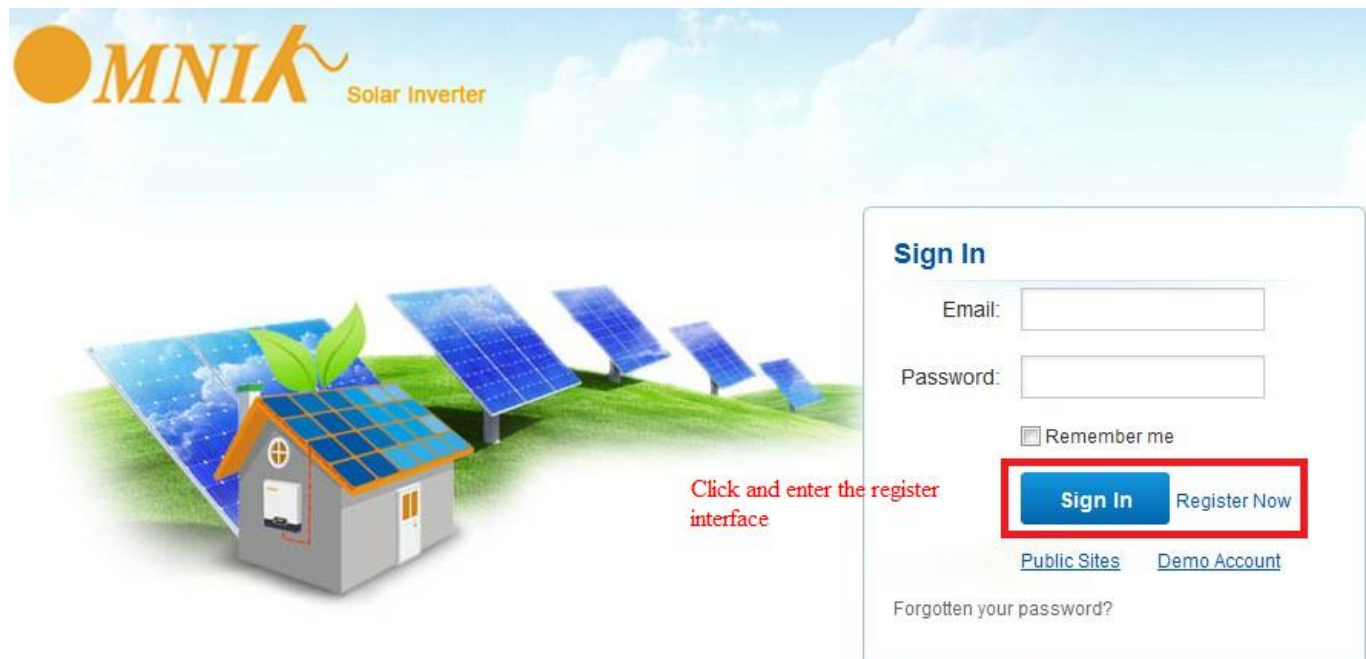 OMNIK Solar Inverter
Sign In
Email:
Password:
Remember me
Click and enter the register
interface
Sign In Register Now
Public Sites Demo Account
Forgotten your password?